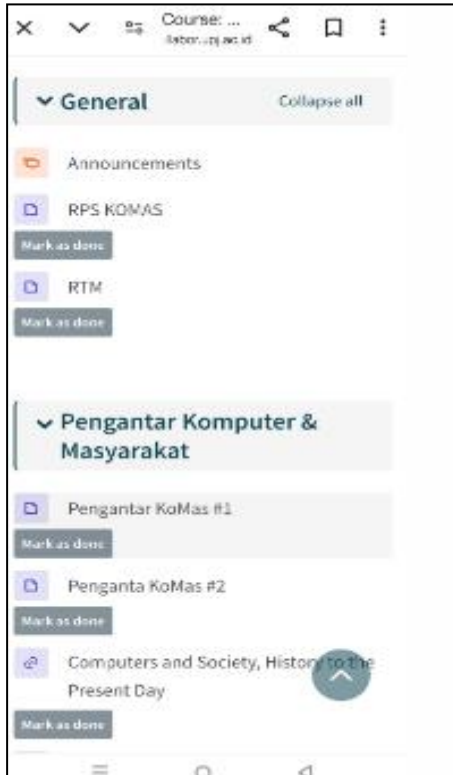 Course: ...
General
Collapse all
Announcements
RPS KOMAS
Mark as done
RTM
Mark as done
Pengantar Komputer &
Masyarakat
Pengantar KoMas #1
Mark as done
Penganta KoMas #2
Mark as done
Computers and Society, History to the
Present Day
Mark as done